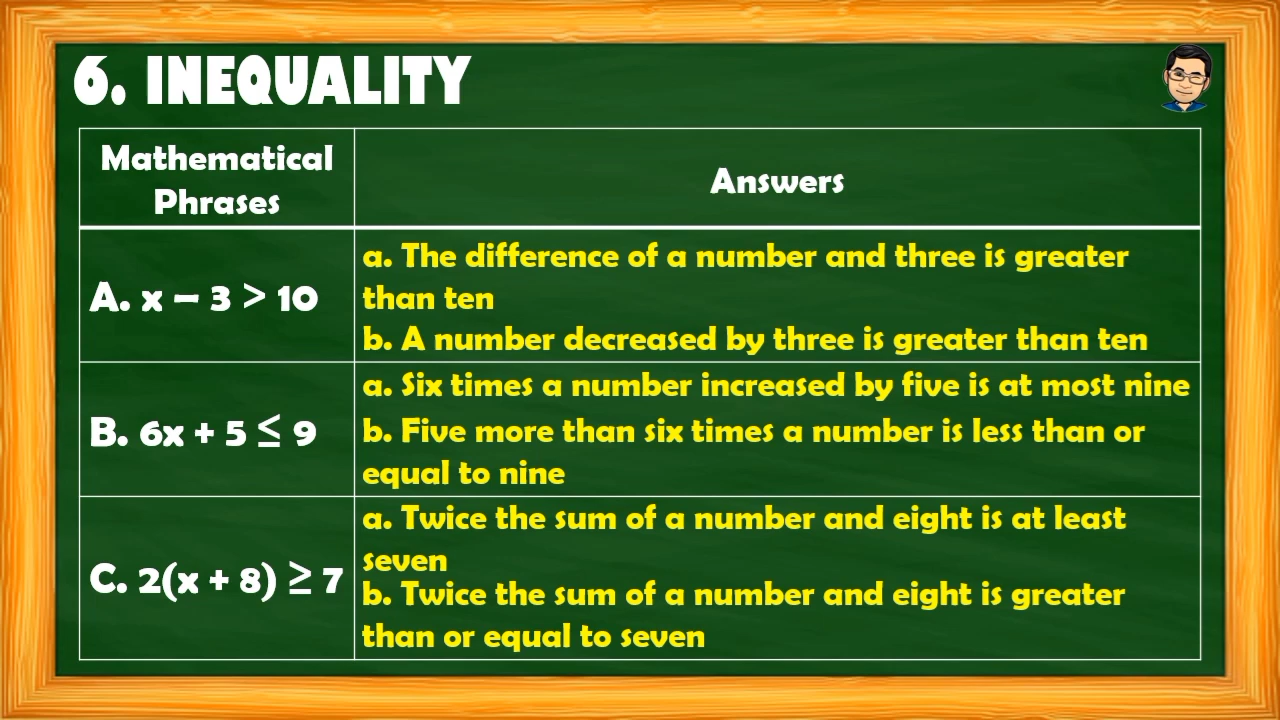 6. INEQUALITY
Mathematical
Phrases
Answers
A. x – 3 > 10
a. The difference of a number and three is greater
than ten
b. A number decreased by three is greater than ten
B. 6x + 5 ≤ 9
a. Six times a number increased by five is at most nine
b. Five more than six times a number is less than or
equal to nine
C. 2(x + 8) ≥ 7
a. Twice the sum of a number and eight is at least
seven
b. Twice the sum of a number and eight is greater
than or equal to seven